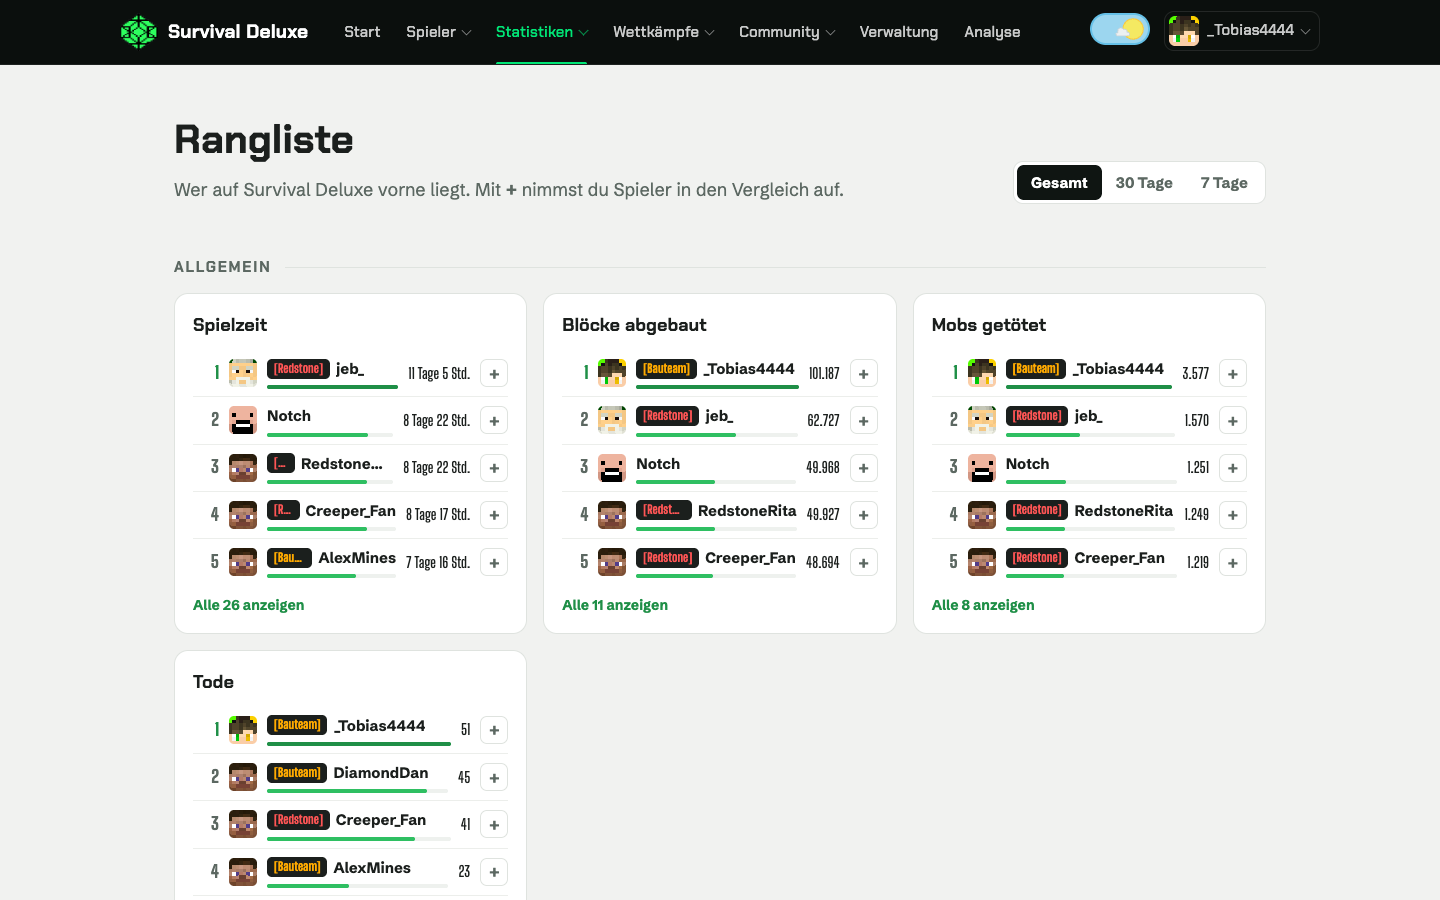 Survival Deluxe
Start
Spieler
Statistiken
Wettkämpfe
Community
Verwaltung
Analyse
_Tobias4444
Rangliste
Wer auf Survival Deluxe vorne liegt. Mit + nimmst du Spieler in den Vergleich auf.
Gesamt
30 Tage
7 Tage
ALLGEMEIN
Spielzeit
1 [Redstone] jeb_ 11 Tage 5 Std. +
2 Notch 8 Tage 22 Std. +
3 [... Redstone... 8 Tage 22 Std. +
4 [R... Creeper_Fan 8 Tage 17 Std. +
5 [Bau... AlexMines 7 Tage 16 Std. +
Alle 26 anzeigen
Blöcke abgebaut
1 [Bauteam] _Tobias4444 101.187 +
2 [Redstone] jeb_ 62.727 +
3 Notch 49.968 +
4 [Redst... RedstoneRita 49.927 +
5 [Redstone] Creeper_Fan 48.694 +
Alle 11 anzeigen
Mobs getötet
1 [Bauteam] _Tobias4444 3.577 +
2 [Redstone] jeb_ 1.570 +
3 Notch 1.251 +
4 [Redstone] RedstoneRita 1.249 +
5 [Redstone] Creeper_Fan 1.219 +
Alle 8 anzeigen
Tode
1 [Bauteam] _Tobias4444 51 +
2 [Bauteam] DiamondDan 45 +
3 [Redstone] Creeper_Fan 41 +
4 [Bauteam] AlexMines 23 +